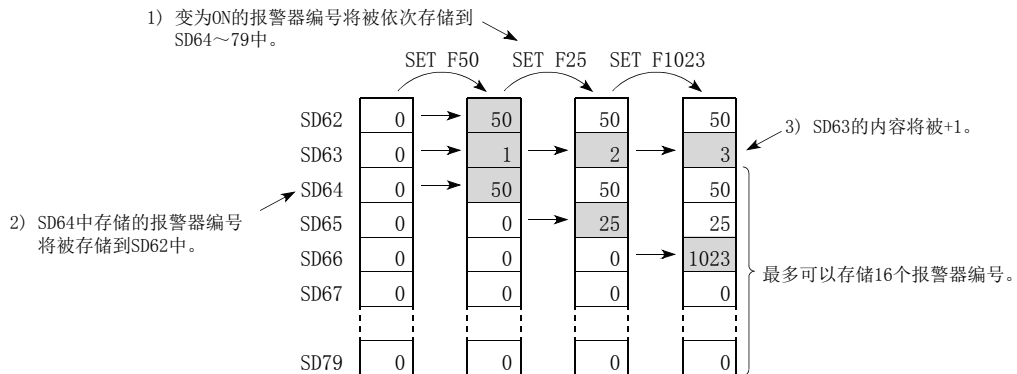 1) 变为ON的报警器编号将被依次存储到
SD64～79中。
SET F50 SET F25 SET F1023
SD62 0 50 50 50
SD63 0 1 2 3
3) SD63的内容将被+1。
SD64 0 50 50 50
SD65 0 0 25 25
2) SD64中存储的报警器编号
将被存储到SD62中。
SD66 0 0 0 1023
最多可以存储16个报警器编号。
SD67 0 0 0 0
SD79 0 0 0 0